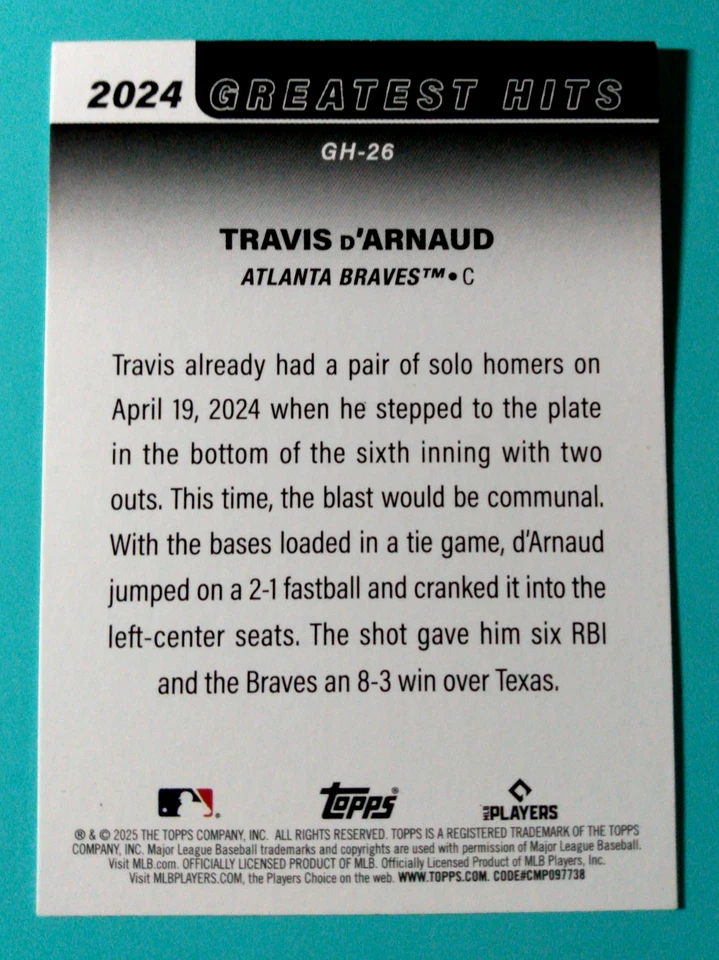 2024 GREATEST HITS
GH-26
TRAVIS D'ARNAUD
ATLANTA BRAVES™ • C
Travis already had a pair of solo homers on
April 19, 2024 when he stepped to the plate
in the bottom of the sixth inning with two
outs. This time, the blast would be communal.
With the bases loaded in a tie game, d'Arnaud
jumped on a 2-1 fastball and cranked it into the
left-center seats. The shot gave him six RBI
and the Braves an 8-3 win over Texas.
Topps® MLB PLAYERS
® & © 2025 THE TOPPS COMPANY, INC. ALL RIGHTS RESERVED. TOPPS IS A REGISTERED TRADEMARK OF THE TOPPS
COMPANY, INC. Major League Baseball trademarks and copyrights are used with permission of Major League Baseball.
Visit MLB.com. OFFICIALLY LICENSED PRODUCT OF MLB. Officially Licensed Product of MLB Players, Inc.
Visit MLBPLAYERS.COM, the Players Choice on the web. WWW.TOPPS.COM. CODE#CMP097738